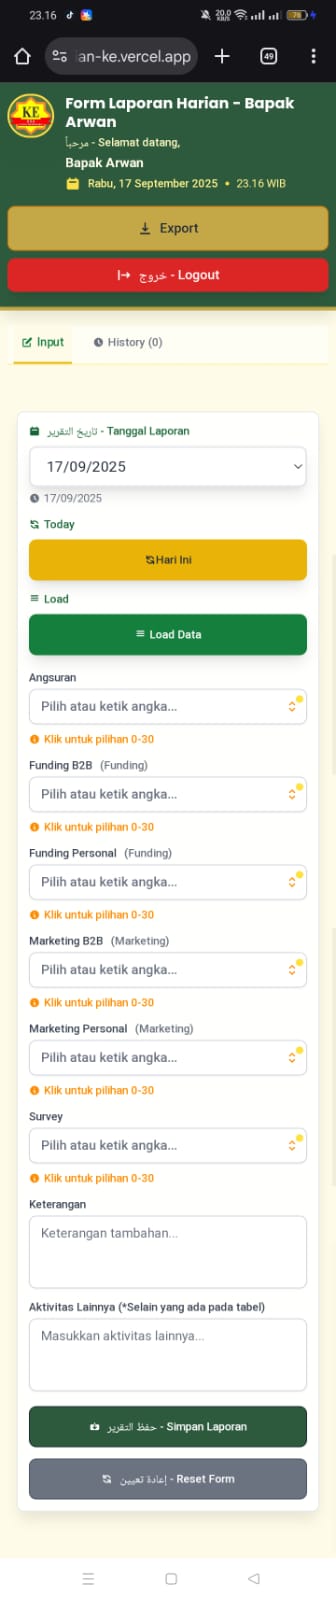 23.16
20.0 KB/S
78
an-ke.vercel.app
49
KE
Form Laporan Harian - Bapak
Arwan
مرحباً - Selamat datang,
Bapak Arwan
Rabu, 17 September 2025 • 23.16 WIB
Export
خروج - Logout
Input
History (0)
تاريخ التقرير - Tanggal Laporan
17/09/2025
17/09/2025
Today
Hari Ini
Load
Load Data
Angsuran
Pilih atau ketik angka...
Klik untuk pilihan 0-30
Funding B2B (Funding)
Pilih atau ketik angka...
Klik untuk pilihan 0-30
Funding Personal (Funding)
Pilih atau ketik angka...
Klik untuk pilihan 0-30
Marketing B2B (Marketing)
Pilih atau ketik angka...
Klik untuk pilihan 0-30
Marketing Personal (Marketing)
Pilih atau ketik angka...
Klik untuk pilihan 0-30
Survey
Pilih atau ketik angka...
Klik untuk pilihan 0-30
Keterangan
Keterangan tambahan...
Aktivitas Lainnya (*Selain yang ada pada tabel)
Masukkan aktivitas lainnya...
حفظ التقرير - Simpan Laporan
إعادة تعيين - Reset Form